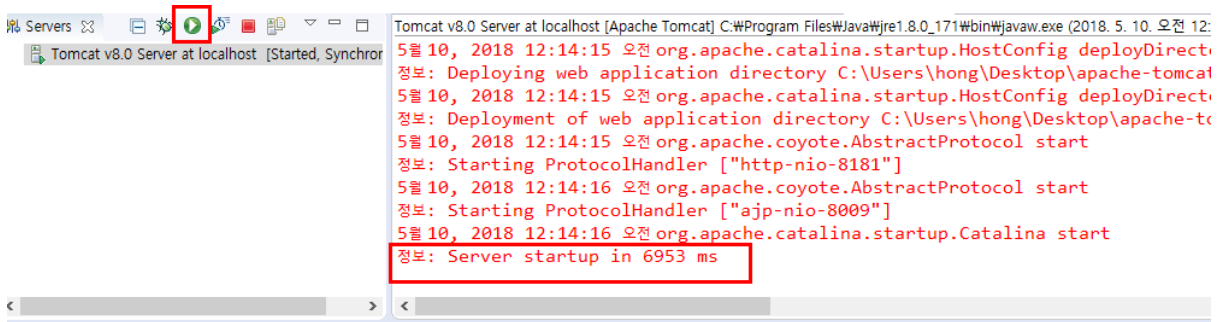 Servers
Tomcat v8.0 Server at localhost [Started, Synchror
Tomcat v8.0 Server at localhost [Apache Tomcat] C:₩Program Files₩Java₩jre1.8.0_171₩bin₩javaw.exe (2018. 5. 10. 오전 12:
5월 10, 2018 12:14:15 오전 org.apache.catalina.startup.HostConfig deployDirecto
정보: Deploying web application directory C:\Users\hong\Desktop\apache-tomcat
5월 10, 2018 12:14:15 오전 org.apache.catalina.startup.HostConfig deployDirecto
정보: Deployment of web application directory C:\Users\hong\Desktop\apache-to
5월 10, 2018 12:14:15 오전 org.apache.coyote.AbstractProtocol start
정보: Starting ProtocolHandler ["http-nio-8181"]
5월 10, 2018 12:14:16 오전 org.apache.coyote.AbstractProtocol start
정보: Starting ProtocolHandler ["ajp-nio-8009"]
5월 10, 2018 12:14:16 오전 org.apache.catalina.startup.Catalina start
정보: Server startup in 6953 ms